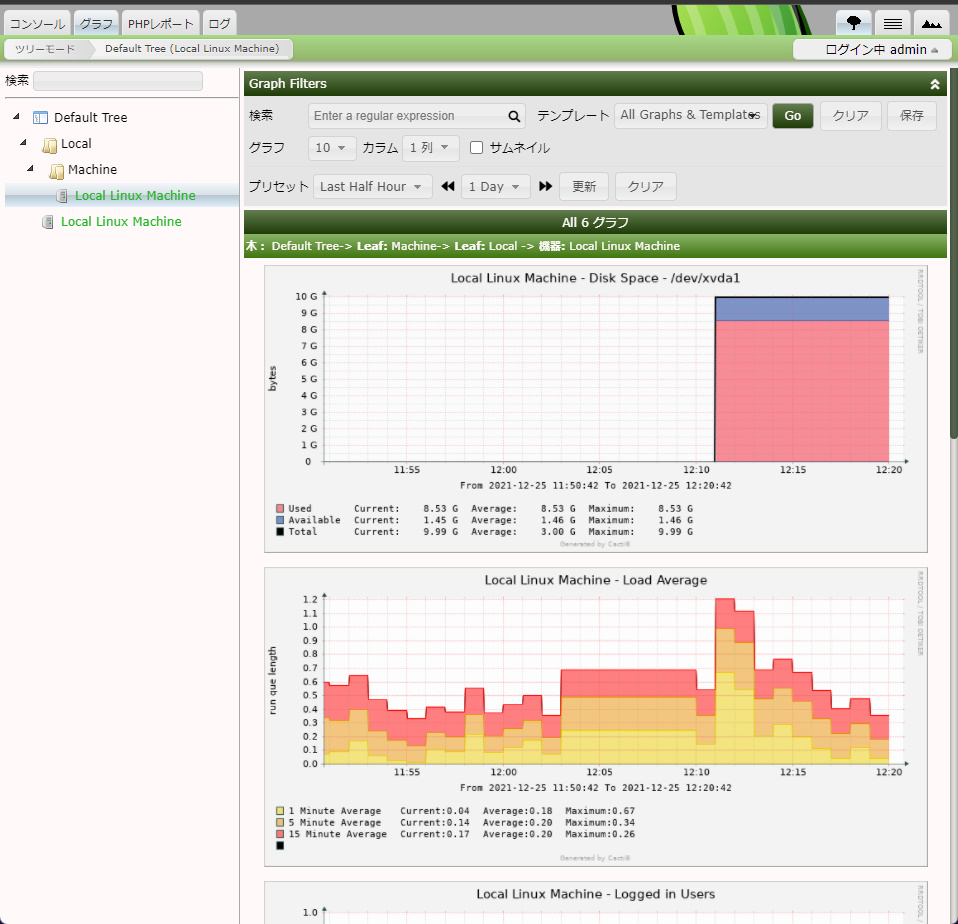 コンソール グラフ PHPレポート ログ
ツリーモード Default Tree (Local Linux Machine) ログイン中 admin
検索
Default Tree
Local
Machine
Local Linux Machine
Local Linux Machine
Graph Filters
検索 Enter a regular expression テンプレート All Graphs & Templates Go クリア 保存
グラフ 10 カラム 1 列 サムネイル
プリセット Last Half Hour 1 Day 更新 クリア
All 6 グラフ
木： Default Tree-> Leaf: Machine-> Leaf: Local -> 機器: Local Linux Machine
Local Linux Machine - Disk Space - /dev/xvda1
RRDTOOL / TOBI OETIKER
bytes
10 G
9 G
8 G
7 G
6 G
5 G
4 G
3 G
2 G
1 G
0
11:55 12:00 12:05 12:10 12:15 12:20
From 2021-12-25 11:50:42 To 2021-12-25 12:20:42
Used Current: 8.53 G Average: 8.53 G Maximum: 8.53 G
Available Current: 1.45 G Average: 1.46 G Maximum: 1.46 G
Total Current: 9.99 G Average: 3.00 G Maximum: 9.99 G
Generated by Cacti®
Local Linux Machine - Load Average
RRDTOOL / TOBI OETIKER
run que length
1.2
1.1
1.0
0.9
0.8
0.7
0.6
0.5
0.4
0.3
0.2
0.1
0.0
11:55 12:00 12:05 12:10 12:15 12:20
From 2021-12-25 11:50:42 To 2021-12-25 12:20:42
1 Minute Average Current:0.04 Average:0.18 Maximum:0.67
5 Minute Average Current:0.14 Average:0.20 Maximum:0.34
15 Minute Average Current:0.17 Average:0.20 Maximum:0.26
Generated by Cacti®
Local Linux Machine - Logged in Users
1.0